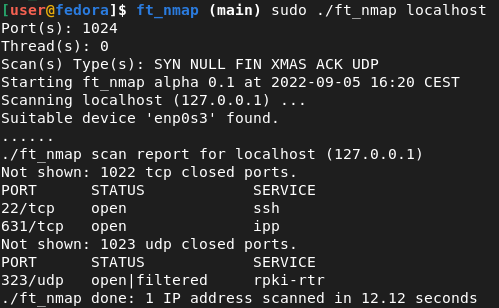 [user@fedora]$ ft_nmap (main) sudo ./ft_nmap localhost
Port(s): 1024
Thread(s): 0
Scan(s) Type(s): SYN NULL FIN XMAS ACK UDP
Starting ft_nmap alpha 0.1 at 2022-09-05 16:20 CEST
Scanning localhost (127.0.0.1) ...
Suitable device 'enp0s3' found.
......
./ft_nmap scan report for localhost (127.0.0.1)
Not shown: 1022 tcp closed ports.
PORT STATUS SERVICE
22/tcp open ssh
631/tcp open ipp
Not shown: 1023 udp closed ports.
PORT STATUS SERVICE
323/udp open|filtered rpki-rtr
./ft_nmap done: 1 IP address scanned in 12.12 seconds